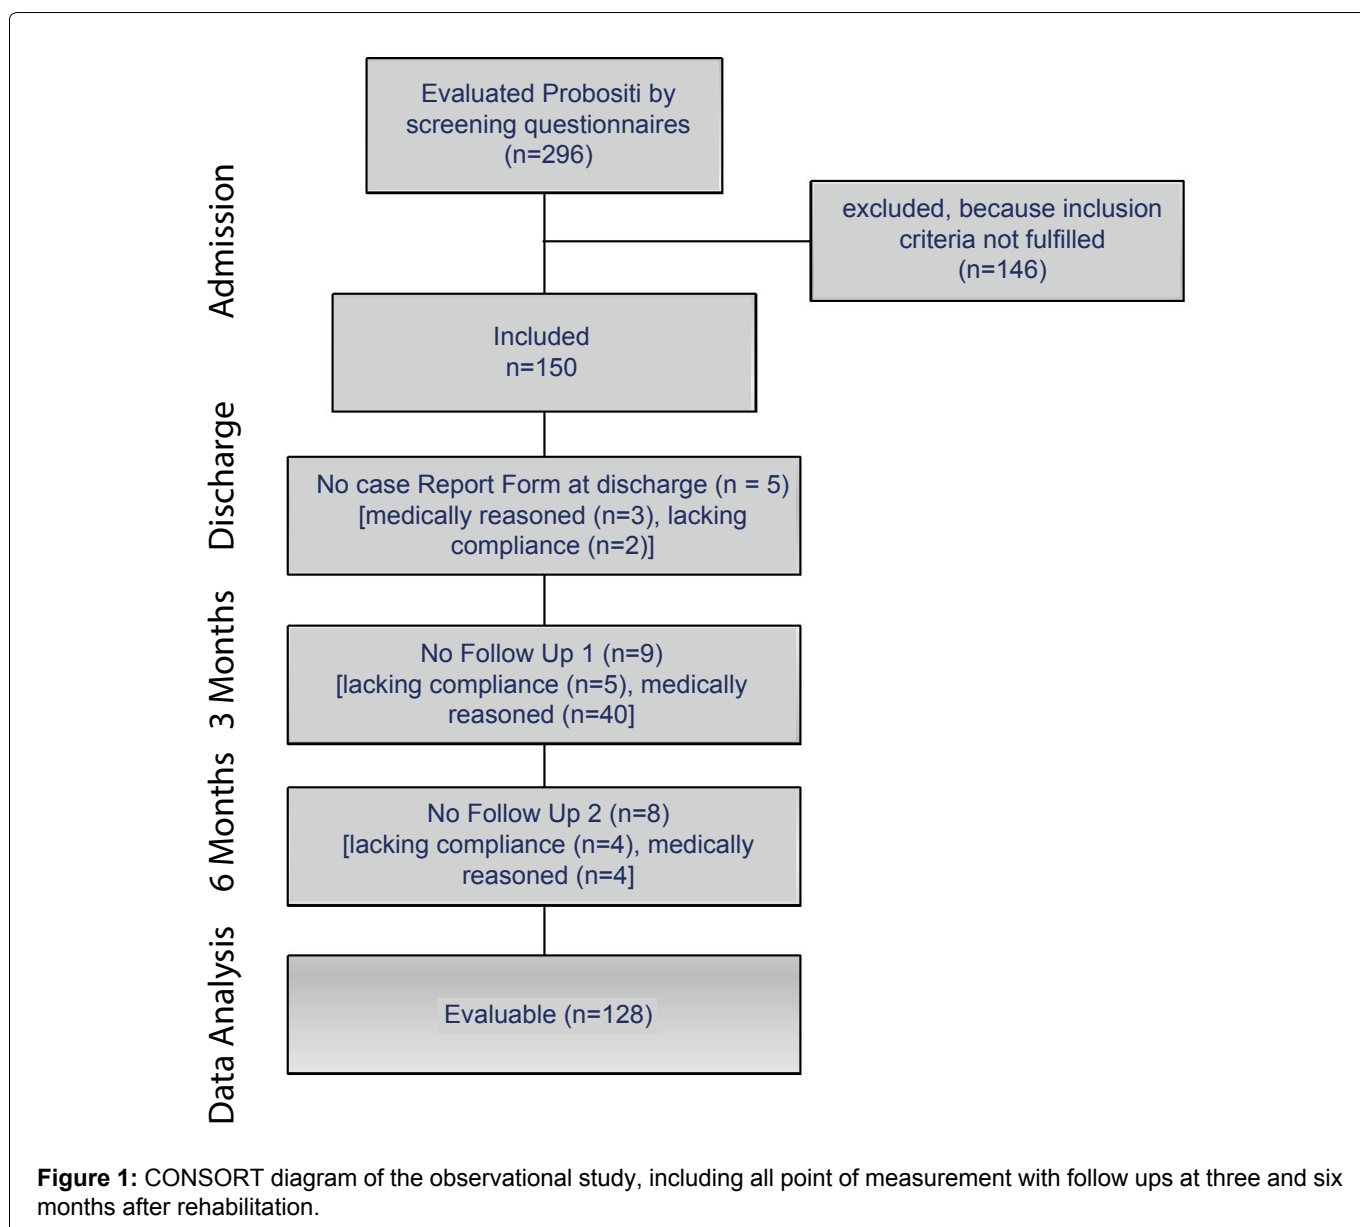 Evaluated Probositi by
screening questionnaires
(n=296)
Admission
excluded, because inclusion
criteria not fulfilled
(n=146)
Included
n=150
Discharge
No case Report Form at discharge (n = 5)
[medically reasoned (n=3), lacking
compliance (n=2)]
3 Months
No Follow Up 1 (n=9)
[lacking compliance (n=5), medically
reasoned (n=40]
6 Months
No Follow Up 2 (n=8)
[lacking compliance (n=4), medically
reasoned (n=4]
Data Analysis
Evaluable (n=128)
Figure 1: CONSORT diagram of the observational study, including all point of measurement with follow ups at three and six
months after rehabilitation.